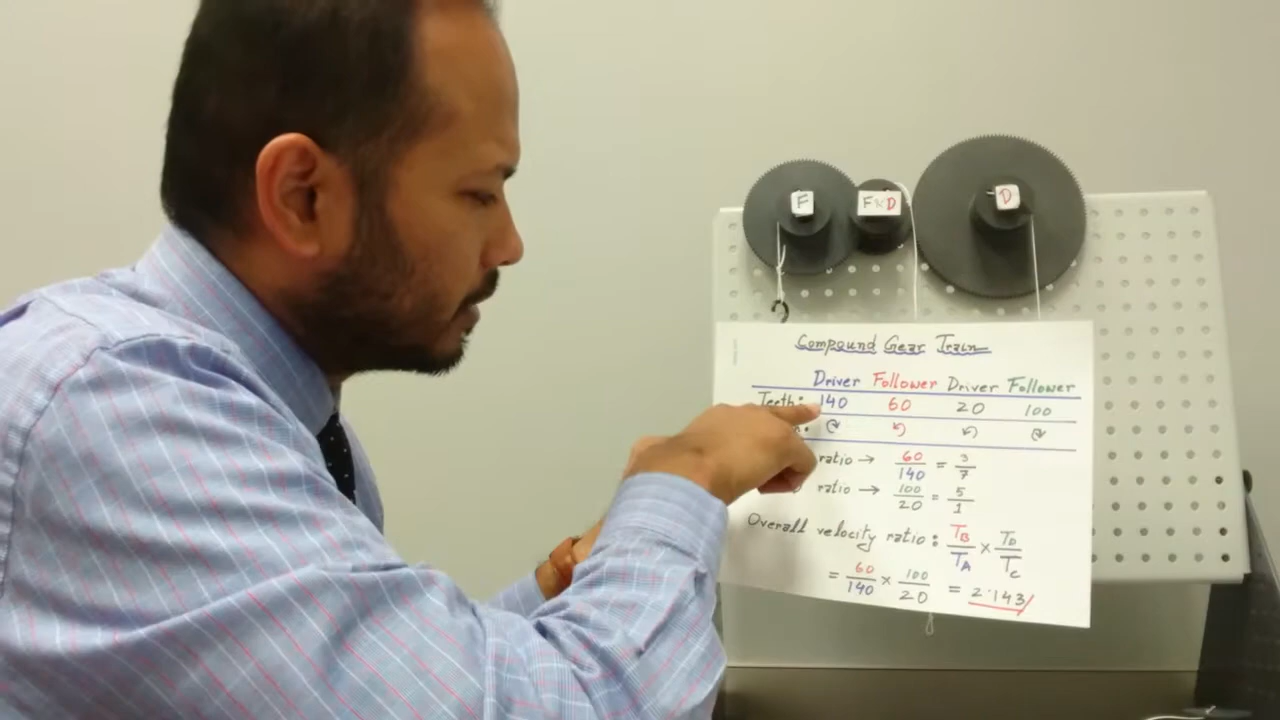 F F&D D
Compound Gear Train
Driver Follower Driver Follower
Teeth: 140 60 20 100
ratio → 60/140 = 3/7
ratio → 100/20 = 5/1
Overall velocity ratio: TB/TA × TD/TC
= 60/140 × 100/20 = 2.143